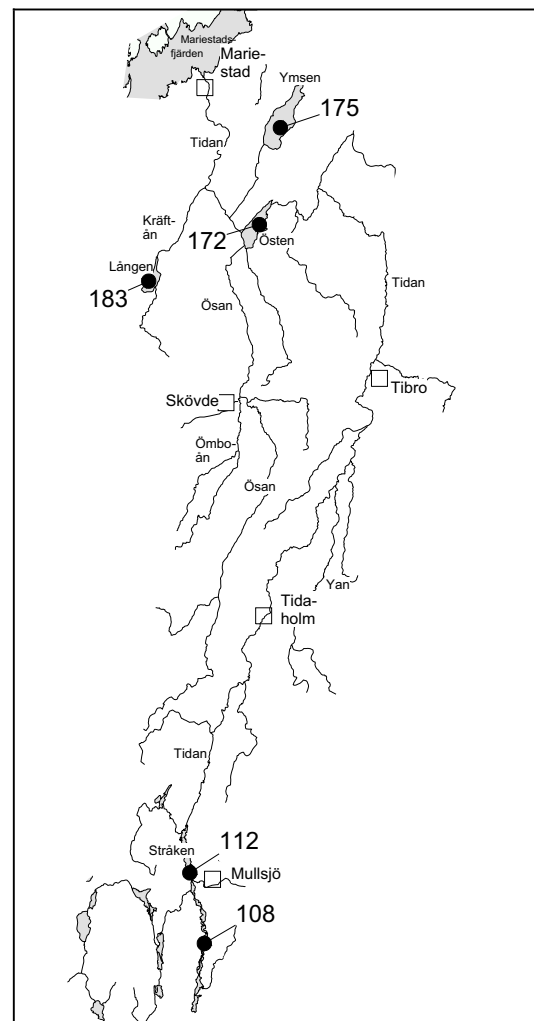 Mariestads
fjärden
Marie-
stad
Ymsen
175
Tidan
Kräft-
ån
172
Östen
Lången
183
Tidan
Ösan
Tibro
Skövde
Ömbo-
ån
Ösan
Yan
Tida-
holm
Tidan
112
Stråken
Mullsjö
108